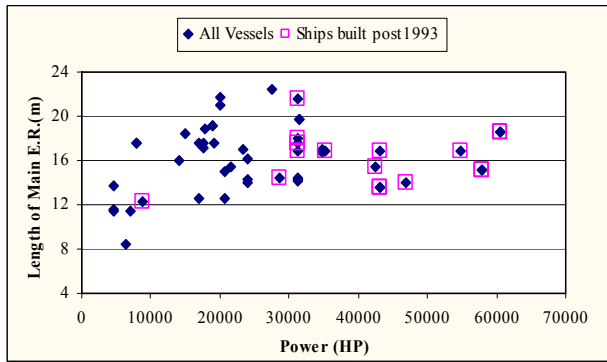 All Vessels Ships built post1993
24
20
16
12
8
4
Length of Main E.R.(m)
0 10000 20000 30000 40000 50000 60000 70000
Power (HP)